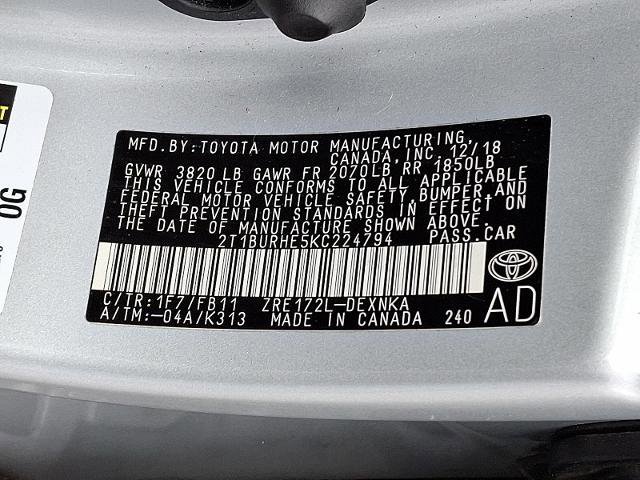 MFD.BY:TOYOTA MOTOR MANUFACTURING,
CANADA, INC. 12/18
GVWR 3820 LB GAWR FR 2070LB RR 1850LB
THIS VEHICLE CONFORMS TO ALL APPLICABLE
FEDERAL MOTOR VEHICLE SAFETY, BUMPER, AND
THEFT PREVENTION STANDARDS IN EFFECT ON
THE DATE OF MANUFACTURE SHOWN ABOVE.
2T1BURHE5KC224794 PASS.CAR
C/TR:1F7/FB11 ZRE172L-DEXNKA
A/TM:-04A/K313 MADE IN CANADA 240 AD
OG